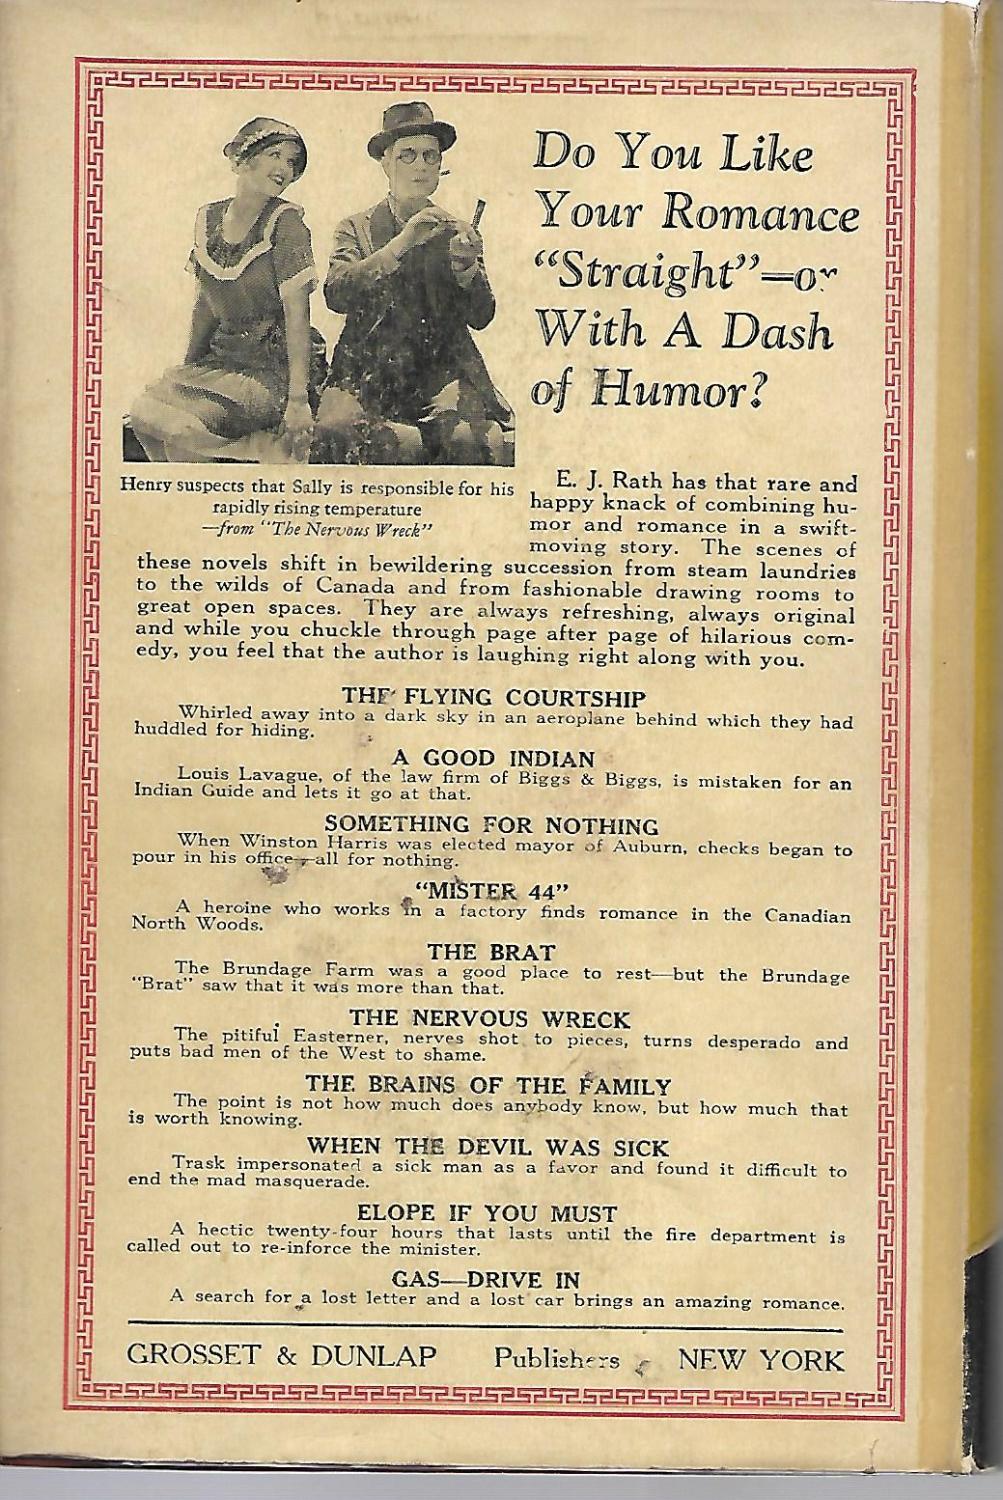 Do You Like
Your Romance
“Straight”—or
With A Dash
of Humor?
Henry suspects that Sally is responsible for his
rapidly rising temperature
—from “The Nervous Wreck”
E. J. Rath has that rare and
happy knack of combining hu-
mor and romance in a swift-
moving story. The scenes of
these novels shift in bewildering succession from steam laundries
to the wilds of Canada and from fashionable drawing rooms to
great open spaces. They are always refreshing, always original
and while you chuckle through page after page of hilarious com-
edy, you feel that the author is laughing right along with you.
THE FLYING COURTSHIP
Whirled away into a dark sky in an aeroplane behind which they had
huddled for hiding.
A GOOD INDIAN
Louis Lavague, of the law firm of Biggs & Biggs, is mistaken for an
Indian Guide and lets it go at that.
SOMETHING FOR NOTHING
When Winston Harris was elected mayor of Auburn, checks began to
pour in his office—all for nothing.
“MISTER 44”
A heroine who works in a factory finds romance in the Canadian
North Woods.
THE BRAT
The Brundage Farm was a good place to rest—but the Brundage
“Brat” saw that it was more than that.
THE NERVOUS WRECK
The pitiful Easterner, nerves shot to pieces, turns desperado and
puts bad men of the West to shame.
THE BRAINS OF THE FAMILY
The point is not how much does anybody know, but how much that
is worth knowing.
WHEN THE DEVIL WAS SICK
Trask impersonated a sick man as a favor and found it difficult to
end the mad masquerade.
ELOPE IF YOU MUST
A hectic twenty-four hours that lasts until the fire department is
called out to re-inforce the minister.
GAS—DRIVE IN
A search for a lost letter and a lost car brings an amazing romance.
GROSSET & DUNLAP Publishers NEW YORK